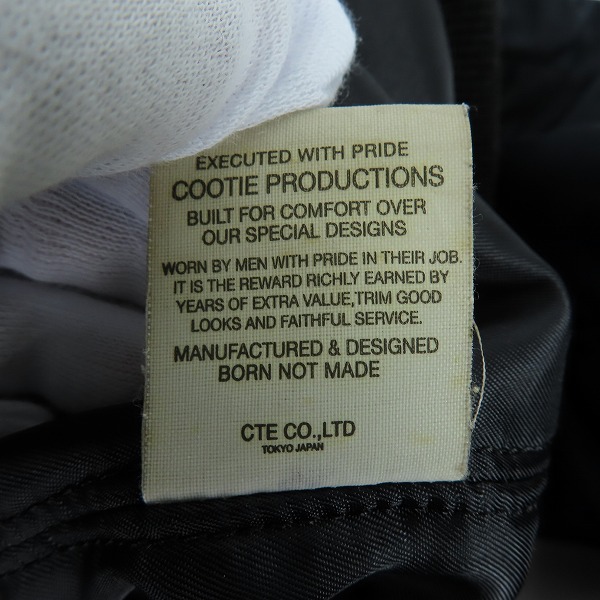 EXECUTED WITH PRIDE
COOTIE PRODUCTIONS
BUILT FOR COMFORT OVER
OUR SPECIAL DESIGNS
WORN BY MEN WITH PRIDE IN THEIR JOB.
IT IS THE REWARD RICHLY EARNED BY
YEARS OF EXTRA VALUE,TRIM GOOD
LOOKS AND FAITHFUL SERVICE.
MANUFACTURED & DESIGNED
BORN NOT MADE
CTE CO.,LTD
TOKYO JAPAN